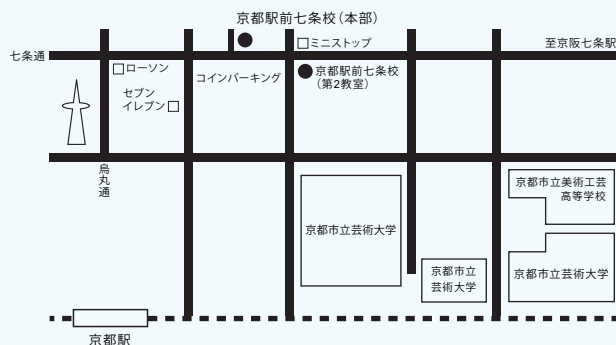 京都駅前七条校(本部)
七条通
ミニストップ
至京阪七条駅
ローソン
コインパーキング
京都駅前七条校
(第2教室)
セブン
イレブン
烏丸通
京都市立美術工芸
高等学校
京都市立芸術大学
京都市立
芸術大学
京都市立芸術大学
京都駅